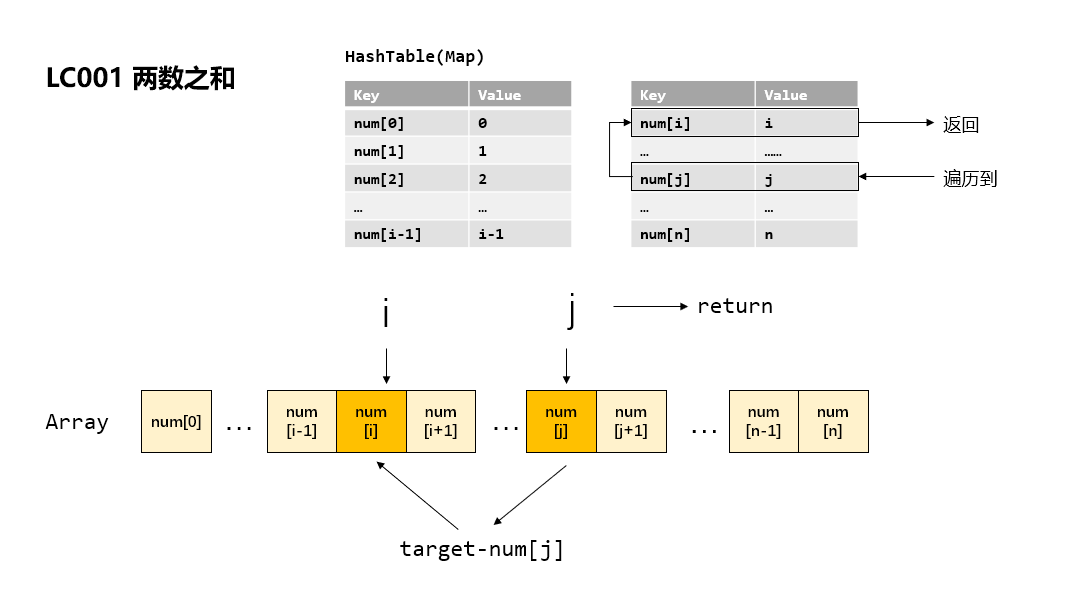 LC001 两数之和
HashTable(Map)
Key Value
num[0] 0
num[1] 1
num[2] 2
… …
num[i-1] i-1
Key Value
num[i] i
… ……
num[j] j
… …
num[n] n
返回
遍历到
i
j
return
Array
num[0]
...
num
[i-1]
num
[i]
num
[i+1]
...
num
[j]
num
[j+1]
...
num
[n-1]
num
[n]
target-num[j]